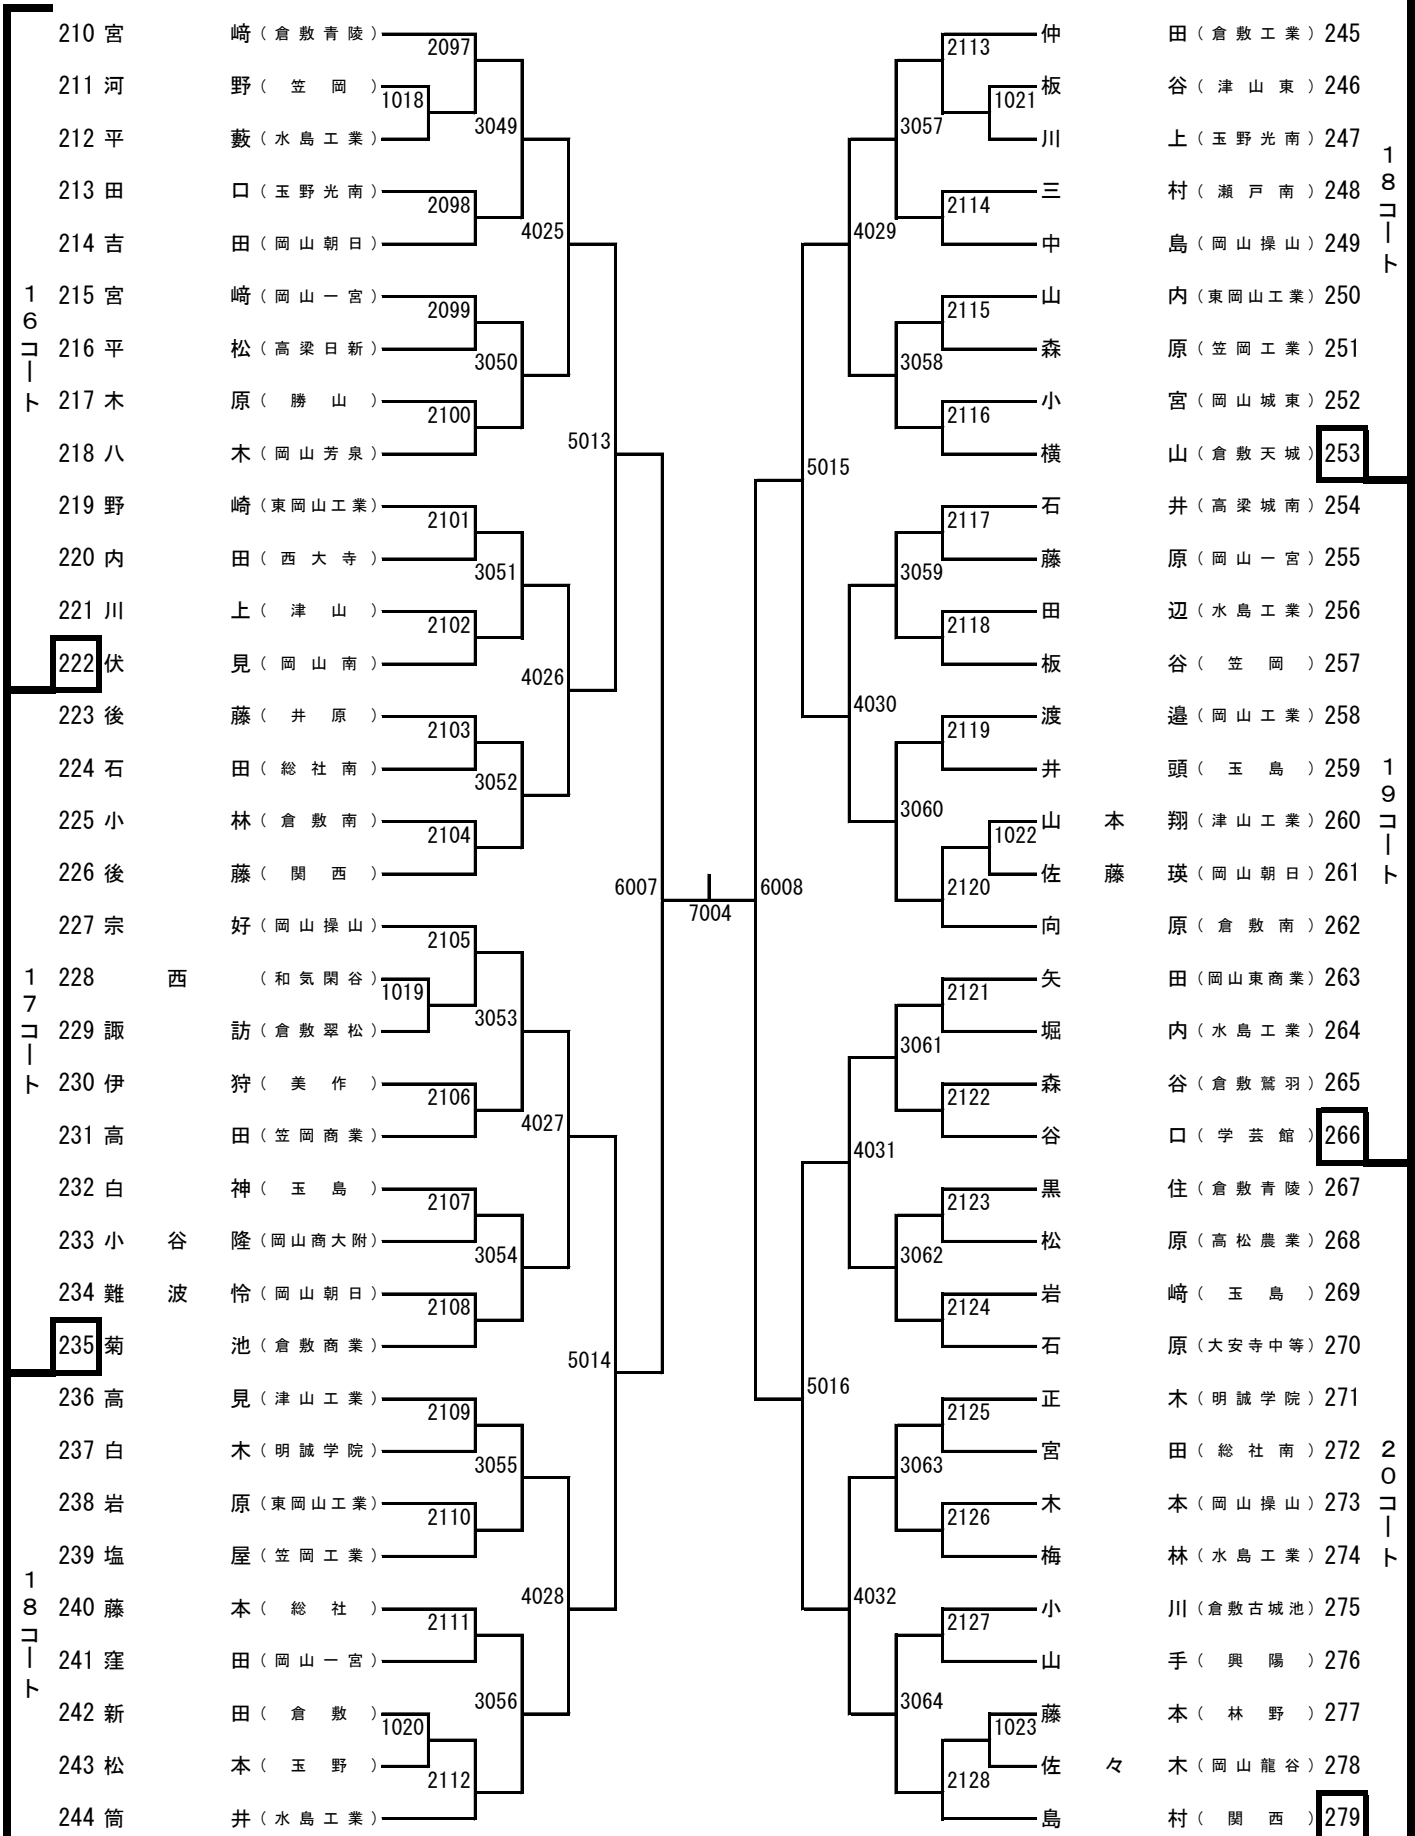 210 宮 﨑 (倉敷青陵)
211 河 野 (笠岡)
212 平 藪 (水島工業)
213 田 口 (玉野光南)
214 吉 田 (岡山朝日)
215 宮 﨑 (岡山一宮)
216 平 松 (高梁日新)
217 木 原 (勝山)
218 八 木 (岡山芳泉)
219 野 崎 (東岡山工業)
220 内 田 (西大寺)
221 川 上 (津山)
222 伏 見 (岡山南)
223 後 藤 (井原)
224 石 田 (総社南)
225 小 林 (倉敷南)
226 後 藤 (関西)
227 宗 好 (岡山操山)
228 西 (和気閑谷)
229 諏 訪 (倉敷翠松)
230 伊 狩 (美作)
231 高 田 (笠岡商業)
232 白 神 (玉島)
233 小 谷 隆 (岡山商大附)
234 難 波 怜 (岡山朝日)
235 菊 池 (倉敷商業)
236 高 見 (津山工業)
237 白 木 (明誠学院)
238 岩 原 (東岡山工業)
239 塩 屋 (笠岡工業)
240 藤 本 (総社)
241 窪 田 (岡山一宮)
242 新 田 (倉敷)
243 松 本 (玉野)
244 筒 井 (水島工業)
16コート
17コート
18コート
1018
1019
1020
2097
2098
2099
2100
2101
2102
2103
2104
2105
2106
2107
2108
2109
2110
2111
2112
3049
3050
3051
3052
3053
3054
3055
3056
4025
4026
4027
4028
5013
5014
6007
7004
6008
5015
5016
4029
4030
4031
4032
3057
3058
3059
3060
3061
3062
3063
3064
2113
2114
2115
2116
2117
2118
2119
2120
2121
2122
2123
2124
2125
2126
2127
2128
1021
1022
1023
仲 田 (倉敷工業) 245
板 谷 (津山東) 246
川 上 (玉野光南) 247
三 村 (瀬戸南) 248
中 島 (岡山操山) 249
山 内 (東岡山工業) 250
森 原 (笠岡工業) 251
小 宮 (岡山城東) 252
横 山 (倉敷天城) 253
石 井 (高梁城南) 254
藤 原 (岡山一宮) 255
田 辺 (水島工業) 256
板 谷 (笠岡) 257
渡 邉 (岡山工業) 258
井 頭 (玉島) 259
山 本 翔 (津山工業) 260
佐 藤 瑛 (岡山朝日) 261
向 原 (倉敷南) 262
矢 田 (岡山東商業) 263
堀 内 (水島工業) 264
森 谷 (倉敷鷲羽) 265
谷 口 (学芸館) 266
黒 住 (倉敷青陵) 267
松 原 (高松農業) 268
岩 﨑 (玉島) 269
石 原 (大安寺中等) 270
正 木 (明誠学院) 271
宮 田 (総社南) 272
木 本 (岡山操山) 273
梅 林 (水島工業) 274
小 川 (倉敷古城池) 275
山 手 (興陽) 276
藤 本 (林野) 277
佐 々 木 (岡山龍谷) 278
島 村 (関西) 279
18コート
19コート
20コート